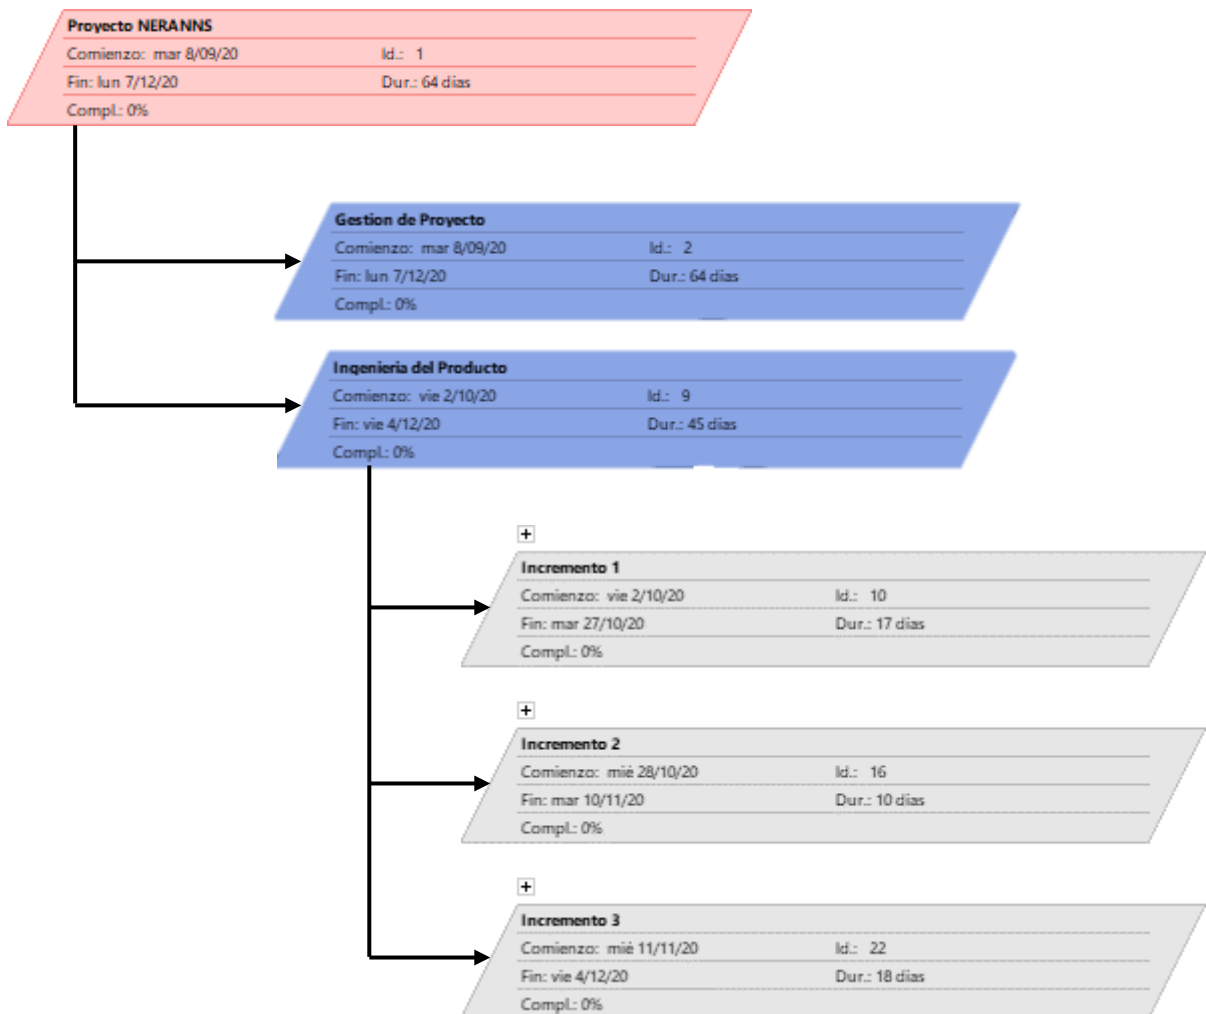 Proyecto NERANNS
Comienzo: mar 8/09/20 Id.: 1
Fin: lun 7/12/20 Dur.: 64 días
Compl.: 0%
Gestion de Proyecto
Comienzo: mar 8/09/20 Id.: 2
Fin: lun 7/12/20 Dur.: 64 días
Compl.: 0%
Ingenieria del Producto
Comienzo: vie 2/10/20 Id.: 9
Fin: vie 4/12/20 Dur.: 45 días
Compl.: 0%
Incremento 1
Comienzo: vie 2/10/20 Id.: 10
Fin: mar 27/10/20 Dur.: 17 días
Compl.: 0%
Incremento 2
Comienzo: mié 28/10/20 Id.: 16
Fin: mar 10/11/20 Dur.: 10 días
Compl.: 0%
Incremento 3
Comienzo: mié 11/11/20 Id.: 22
Fin: vie 4/12/20 Dur.: 18 días
Compl.: 0%